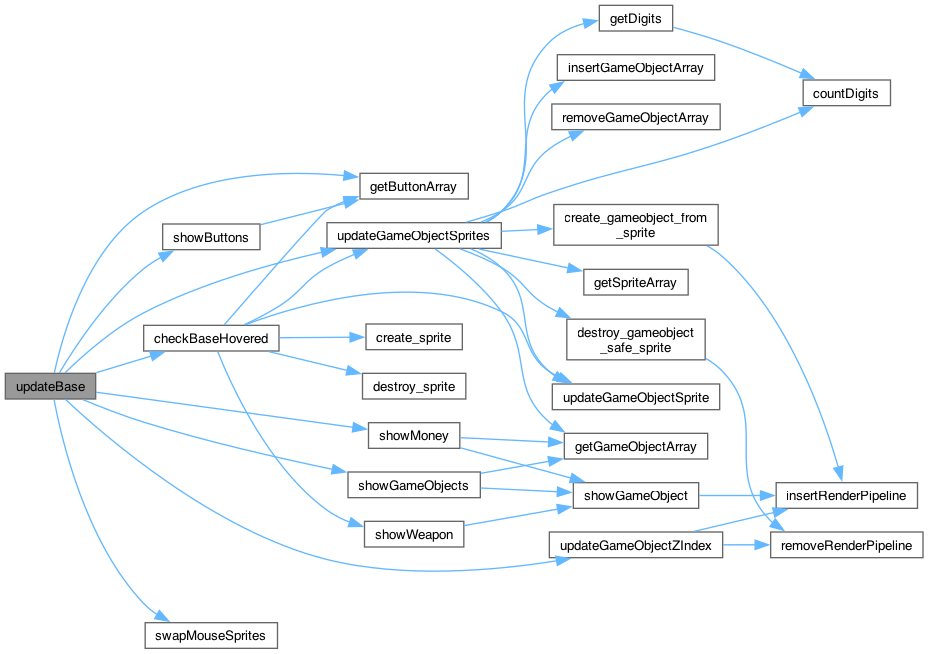 getDigits
insertGameObjectArray
countDigits
removeGameObjectArray
getButtonArray
create_gameobject_from
_sprite
showButtons
updateGameObjectSprites
getSpriteArray
checkBaseHovered
create_sprite
destroy_gameobject
_safe_sprite
updateBase
destroy_sprite
updateGameObjectSprite
showMoney
getGameObjectArray
showGameObjects
showGameObject
insertRenderPipeline
showWeapon
updateGameObjectZIndex
removeRenderPipeline
swapMouseSprites